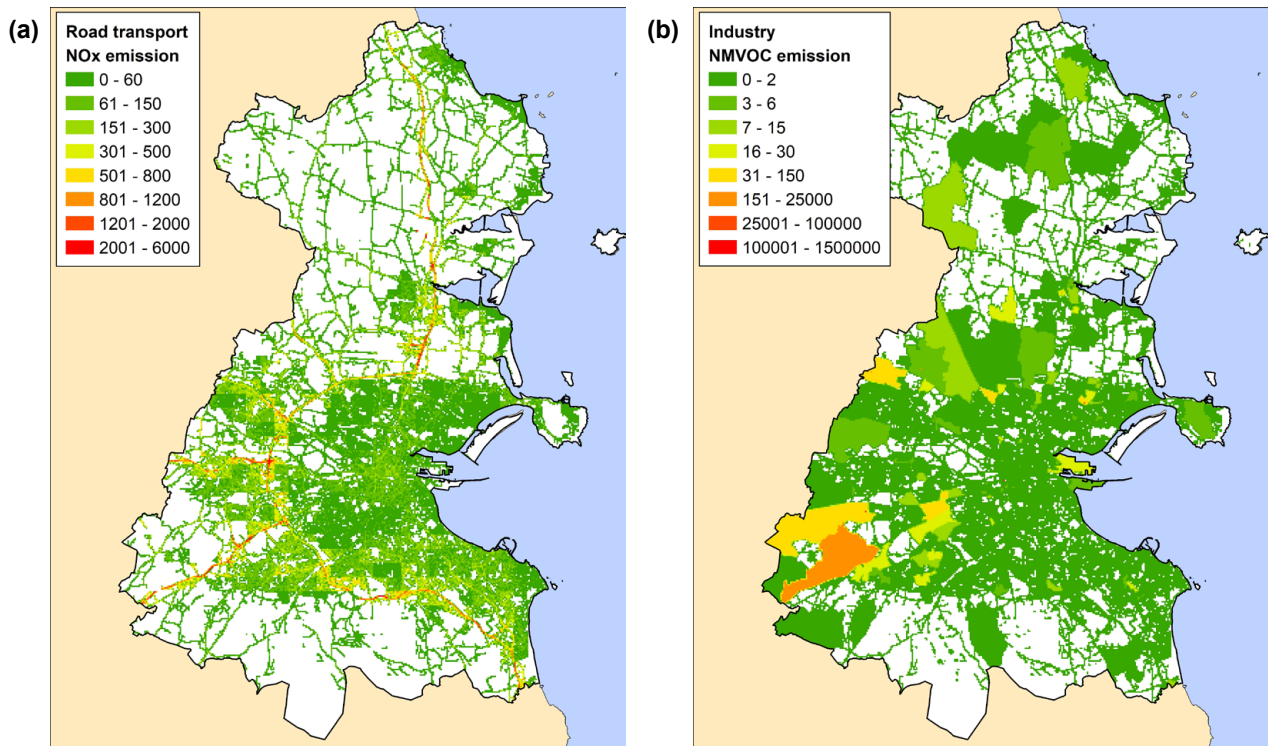 (a)
Road transport
NOx emission
0 - 60
61 - 150
151 - 300
301 - 500
501 - 800
801 - 1200
1201 - 2000
2001 - 6000
(b)
Industry
NMVOC emission
0 - 2
3 - 6
7 - 15
16 - 30
31 - 150
151 - 25000
25001 - 100000
100001 - 1500000